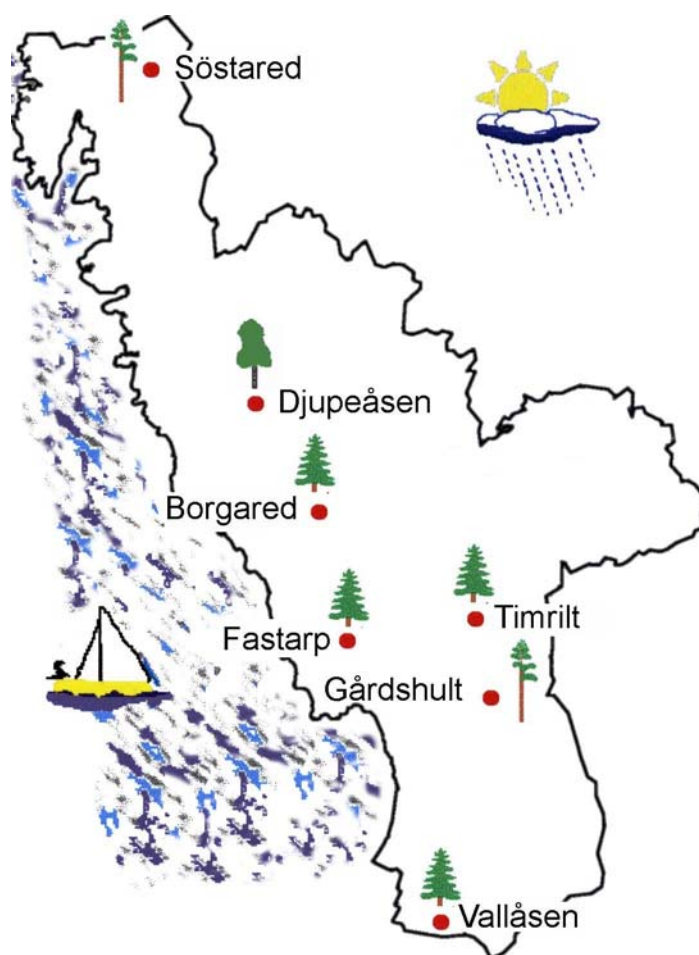 Söstared
Djupeåsen
Borgared
Timrilt
Fastarp
Gårdshult
Vallåsen